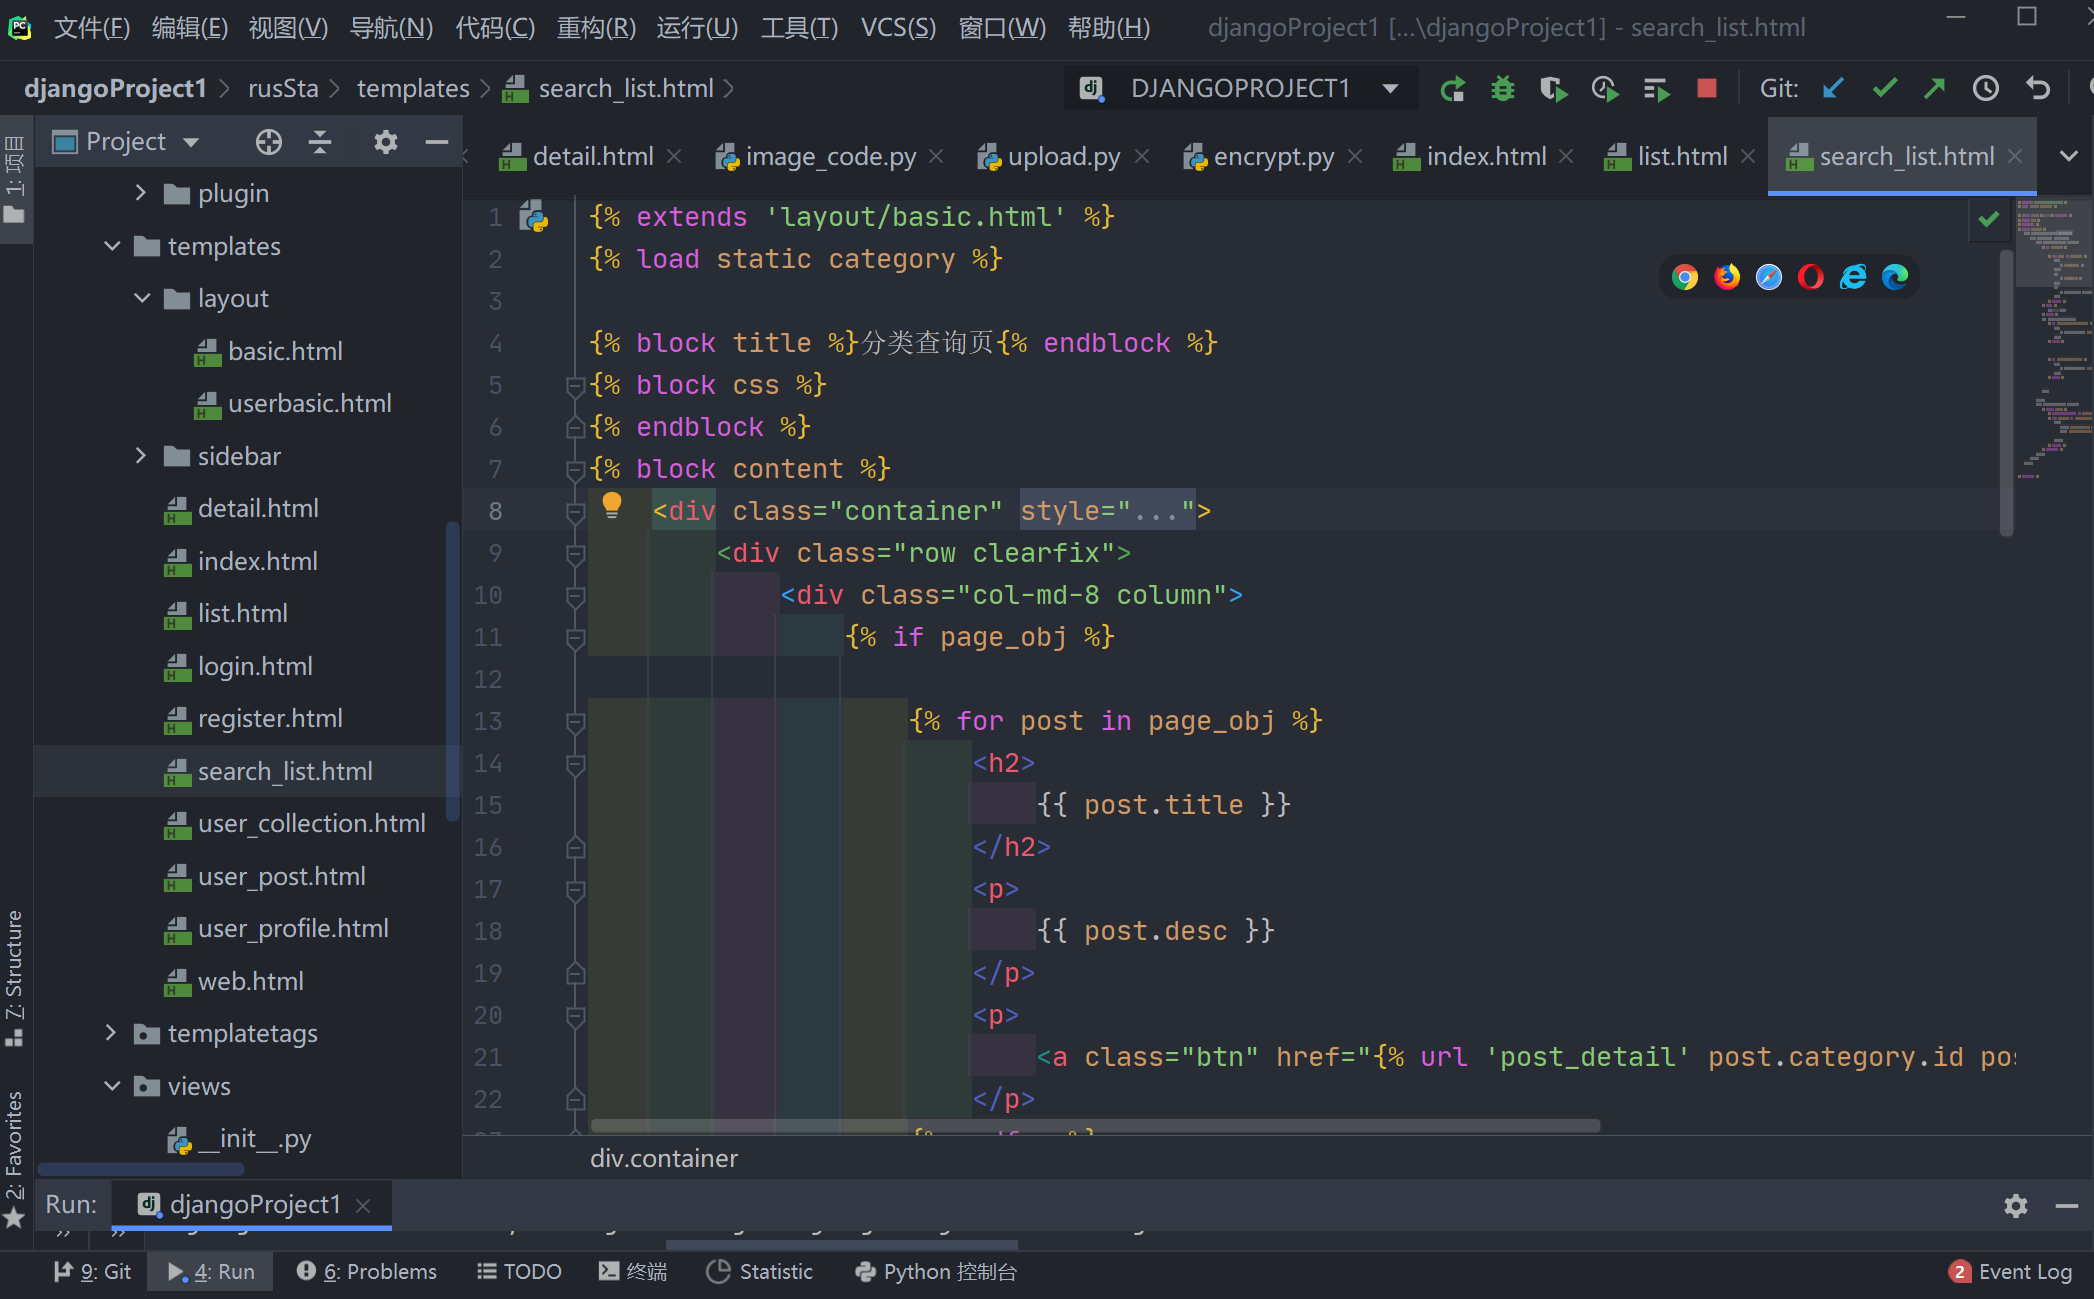 文件(F) 编辑(E) 视图(V) 导航(N) 代码(C) 重构(R) 运行(U) 工具(T) VCS(S) 窗口(W) 帮助(H) djangoProject1 [...\djangoProject1] - search_list.html
djangoProject1 rusSta templates search_list.html DJANGOPROJECT1 Git:
Project
detail.html image_code.py upload.py encrypt.py index.html list.html search_list.html
1: 项目
7: Structure
2: Favorites
plugin
templates
layout
basic.html
userbasic.html
sidebar
detail.html
index.html
list.html
login.html
register.html
search_list.html
user_collection.html
user_post.html
user_profile.html
web.html
templatetags
views
__init__.py
1 {% extends 'layout/basic.html' %}
2 {% load static category %}
3
4 {% block title %}分类查询页{% endblock %}
5 {% block css %}
6 {% endblock %}
7 {% block content %}
8 <div class="container" style="...">
9 <div class="row clearfix">
10 <div class="col-md-8 column">
11 {% if page_obj %}
12
13 {% for post in page_obj %}
14 <h2>
15 {{ post.title }}
16 </h2>
17 <p>
18 {{ post.desc }}
19 </p>
20 <p>
21 <a class="btn" href="{% url 'post_detail' post.category.id po
22 </p>
div.container
Run: djangoProject1
9: Git 4: Run 6: Problems TODO 终端 Statistic Python 控制台 2 Event Log